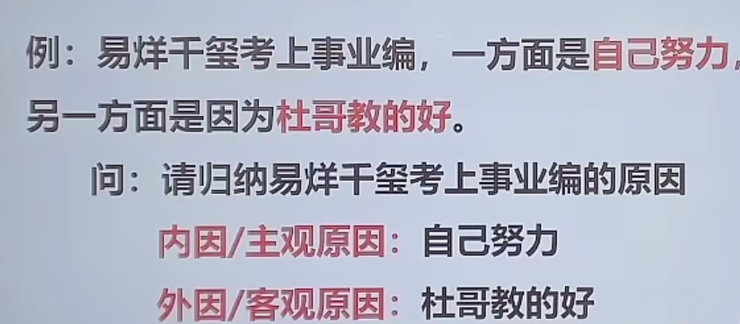 例：易烊千玺考上事业编，一方面是自己努力，
另一方面是因为杜哥教的好。
问：请归纳易烊千玺考上事业编的原因
内因/主观原因：自己努力
外因/客观原因：杜哥教的好